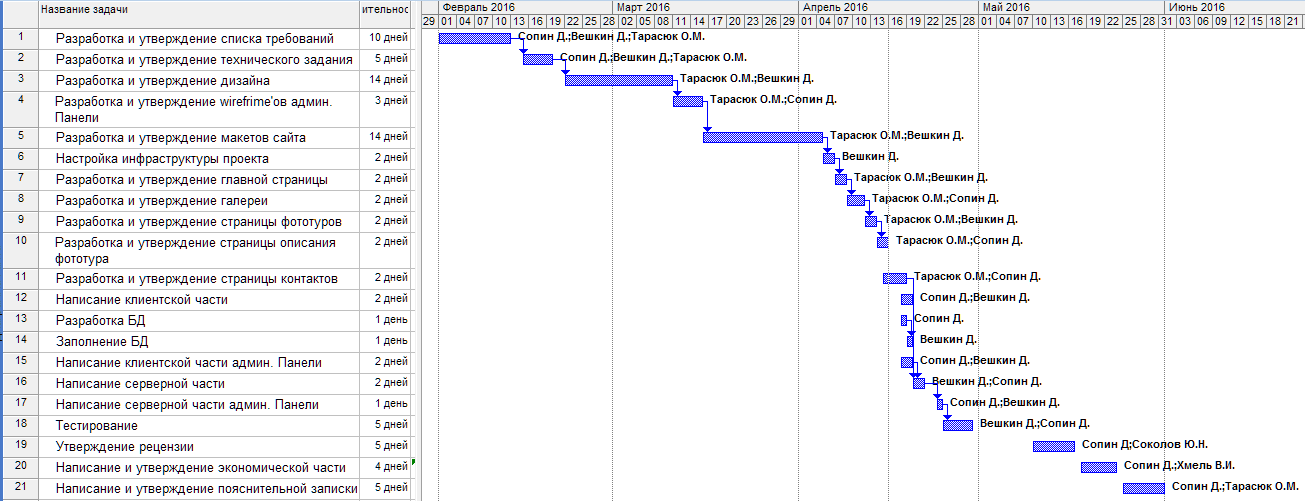 Название задачи ительнос Февраль 2016 Март 2016 Апрель 2016 Май 2016 Июнь 2016
29 01 04 07 10 13 16 19 22 25 28 02 05 08 11 14 17 20 23 26 29 01 04 07 10 13 16 19 22 25 28 01 04 07 10 13 16 19 22 25 28 31 03 06 09 12 15 18 21
1 Разработка и утверждение списка требований 10 дней Сопин Д.;Вешкин Д.;Тарасюк О.М.
2 Разработка и утверждение технического задания 5 дней Сопин Д.;Вешкин Д.;Тарасюк О.М.
3 Разработка и утверждение дизайна 14 дней Тарасюк О.М.;Вешкин Д.
4 Разработка и утверждение wirefrime'ов админ. 3 дней Тарасюк О.М.;Сопин Д.
Панели
5 Разработка и утверждение макетов сайта 14 дней Тарасюк О.М.;Вешкин Д.
6 Настройка инфраструктуры проекта 2 дней Вешкин Д.
7 Разработка и утверждение главной страницы 2 дней Тарасюк О.М.;Вешкин Д.
8 Разработка и утверждение галереи 2 дней Тарасюк О.М.;Сопин Д.
9 Разработка и утверждение страницы фототуров 2 дней Тарасюк О.М.;Вешкин Д.
10 Разработка и утверждение страницы описания 2 дней Тарасюк О.М.;Сопин Д.
фототура
11 Разработка и утверждение страницы контактов 2 дней Тарасюк О.М.;Сопин Д.
12 Написание клиентской части 2 дней Сопин Д.;Вешкин Д.
13 Разработка БД 1 день Сопин Д.
14 Заполнение БД 1 день Вешкин Д.
15 Написание клиентской части админ. Панели 2 дней Сопин Д.;Вешкин Д.
16 Написание серверной части 2 дней Вешкин Д.;Сопин Д.
17 Написание серверной части админ. Панели 1 день Сопин Д.;Вешкин Д.
18 Тестирование 5 дней Вешкин Д.;Сопин Д.
19 Утверждение рецензии 5 дней Сопин Д;Соколов Ю.Н.
20 Написание и утверждение экономической части 4 дней Сопин Д.;Хмель В.И.
21 Написание и утверждение пояснительной записки 5 дней Сопин Д.;Тарасюк О.М.